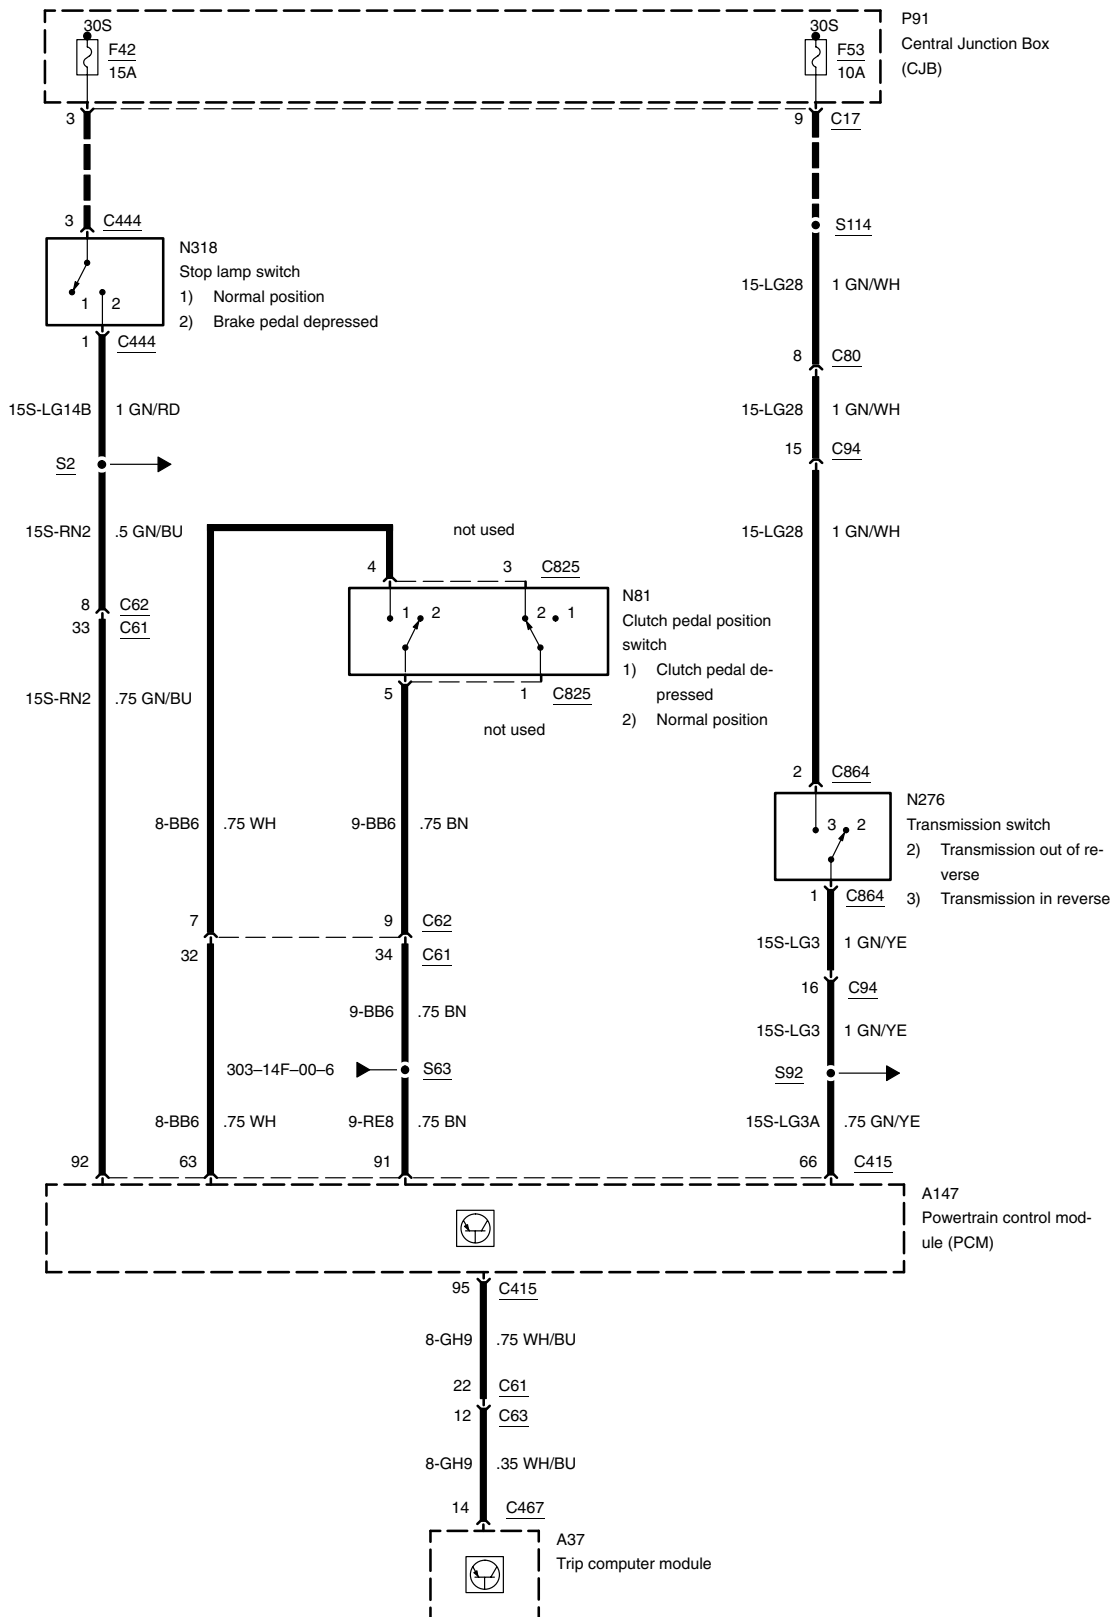 30S
F42
15A
30S
F53
10A
P91
Central Junction Box
(CJB)
3
9 C17
3 C444
N318
Stop lamp switch
1) Normal position
2) Brake pedal depressed
1 2
1 C444
S114
15-LG28 1 GN/WH
8 C80
15S-LG14B 1 GN/RD
15-LG28 1 GN/WH
15 C94
S2
15S-RN2 .5 GN/BU
not used
15-LG28 1 GN/WH
4 3 C825
8 C62
33 C61
1 2 2 1
N81
Clutch pedal position
switch
1) Clutch pedal de-
pressed
2) Normal position
15S-RN2 .75 GN/BU
5 1 C825
not used
2 C864
N276
Transmission switch
2) Transmission out of re-
verse
3) Transmission in reverse
3 2
8-BB6 .75 WH
9-BB6 .75 BN
1 C864
7 9 C62
15S-LG3 1 GN/YE
32 34 C61
16 C94
9-BB6 .75 BN
15S-LG3 1 GN/YE
303–14F–00–6 S63
S92
8-BB6 .75 WH
9-RE8 .75 BN
15S-LG3A .75 GN/YE
92 63 91 66 C415
A147
Powertrain control mod-
ule (PCM)
95 C415
8-GH9 .75 WH/BU
22 C61
12 C63
8-GH9 .35 WH/BU
14 C467
A37
Trip computer module